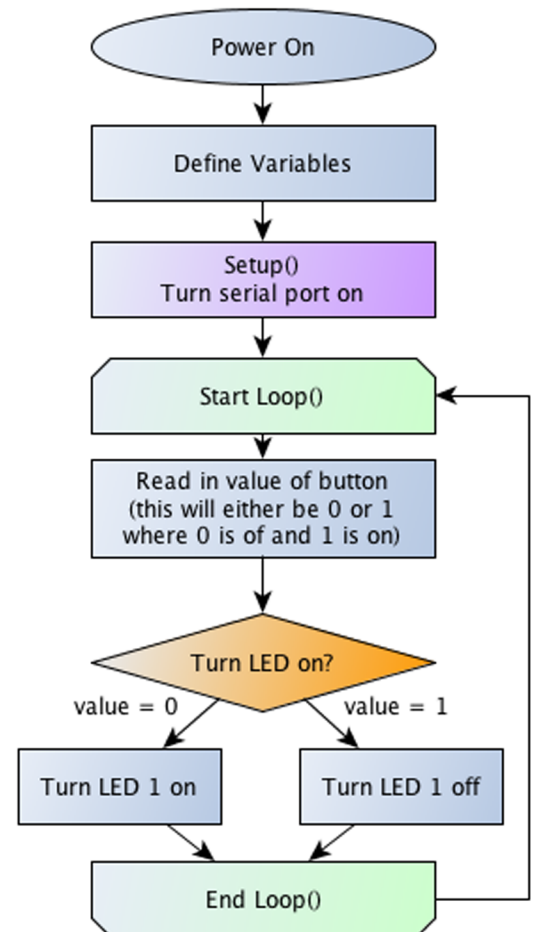 Power On
Define Variables
Setup()
Turn serial port on
Start Loop()
Read in value of button
(this will either be 0 or 1
where 0 is of and 1 is on)
Turn LED on?
value = 0
value = 1
Turn LED 1 on
Turn LED 1 off
End Loop()